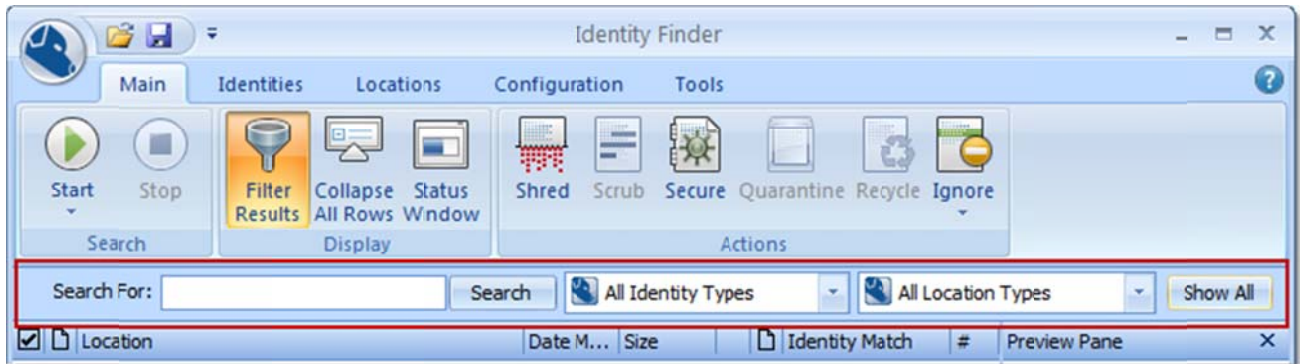 Identity Finder
Main Identities Locations Configuration Tools
Start Stop Filter Results Collapse All Rows Status Window Shred Scrub Secure Quarantine Recycle Ignore
Search Display Actions
Search For: Search All Identity Types All Location Types Show All
Location Date M... Size Identity Match # Preview Pane